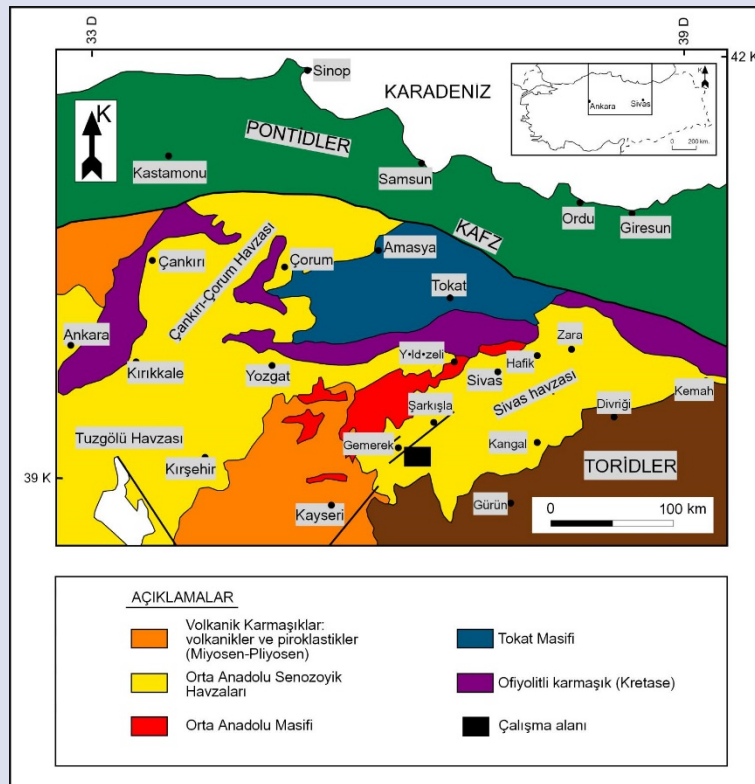 33 D
39 D
42 K
Sinop
KARADENIZ
Ankara
Sivas
K
0 200 km.
K
PONTİDLER
Kastamonu
Samsun
Ordu
Giresun
KAFZ
Amasya
Çankırı
Çankırı-Çorum Havzası
Çorum
Tokat
Ankara
Kırıkkale
Yozgat
Y•ld•zeli
Sivas
Hafik
Zara
Sivas havzası
Kemah
Divriği
Şarkışla
Gemerek
Kangal
Tuzgölü Havzası
Kırşehir
TORİDLER
39 K
Kayseri
Gürün
0 100 km
AÇIKLAMALAR
Volkanik Karmaşıklar:
volkanikler ve piroklastikler
(Miyosen-Pliyosen)
Orta Anadolu Senozoyik
Havzaları
Orta Anadolu Masifi
Tokat Masifi
Ofiyolitli karmaşık (Kretase)
Çalışma alanı